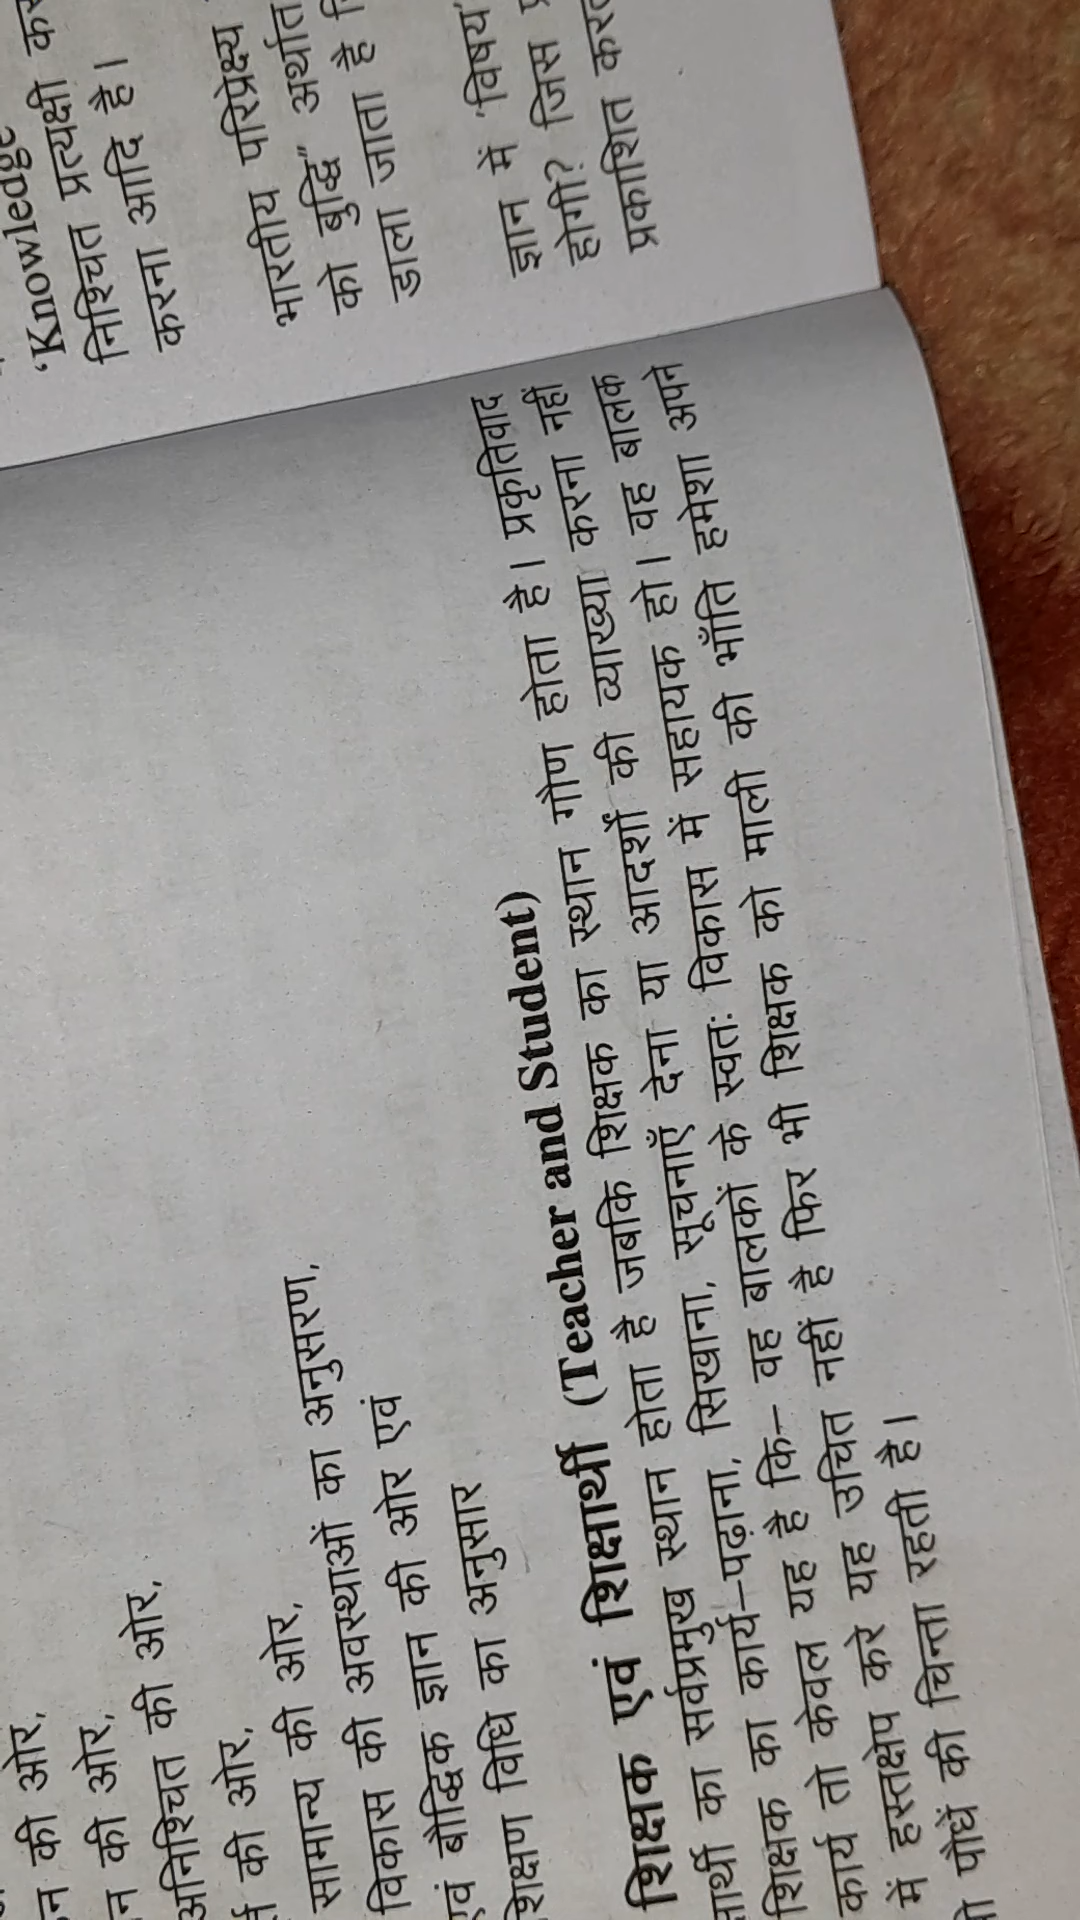 की ओर,
की ओर,
अनिश्चित की ओर,
की ओर,
सामान्य की ओर,
विकास की अवस्थाओं का अनुसरण,
एवं बौद्धिक ज्ञान की ओर एवं
शिक्षण विधि का अनुसार
शिक्षक एवं शिक्षार्थी (Teacher and Student)
का सर्वप्रमुख स्थान होता है जबकि शिक्षक का स्थान गौण होता है। प्रकृतिवाद
शिक्षक का कार्य-पढ़ाना, सिखाना, सूचनाएँ देना या आदर्शों की व्याख्या करना नहीं
कार्य तो केवल यह है कि- वह बालकों के स्वतः विकास में सहायक हो। वह बालक
में हस्तक्षेप करे यह उचित नहीं है फिर भी शिक्षक को माली की भाँति हमेशा अपने
पौधें की चिन्ता रहती है।
'Knowledge
निश्चित प्रत्यक्षी
करना आदि है।
भारतीय परिप्रेक्ष्य
को बुद्धि" अर्थात
डाला जाता है
ज्ञान में 'विषय'
होगी? जिस
प्रकाशित